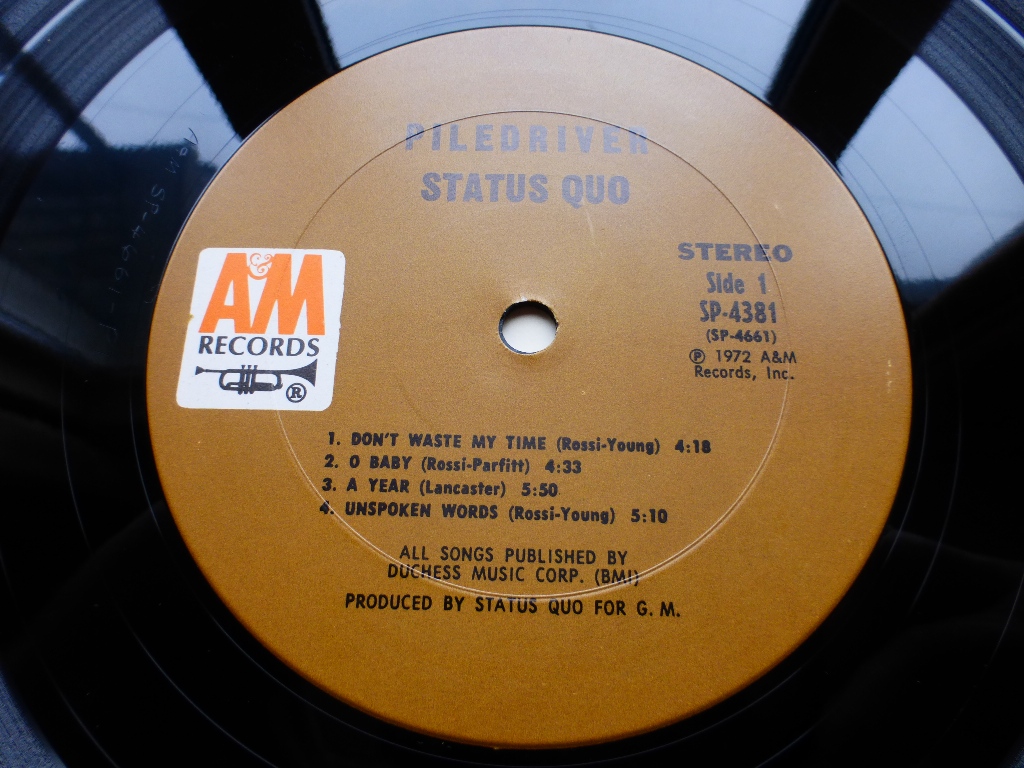 PILEDRIVER
STATUS QUO
A&M
RECORDS
®
STEREO
Side 1
SP-4381
(SP-4661)
℗ 1972 A&M
Records, Inc.
1. DON'T WASTE MY TIME (Rossi-Young) 4:18
2. O BABY (Rossi-Parfitt) 4:33
3. A YEAR (Lancaster) 5:50
4. UNSPOKEN WORDS (Rossi-Young) 5:10
ALL SONGS PUBLISHED BY
DUCHESS MUSIC CORP. (BMI)
PRODUCED BY STATUS QUO FOR G. M.